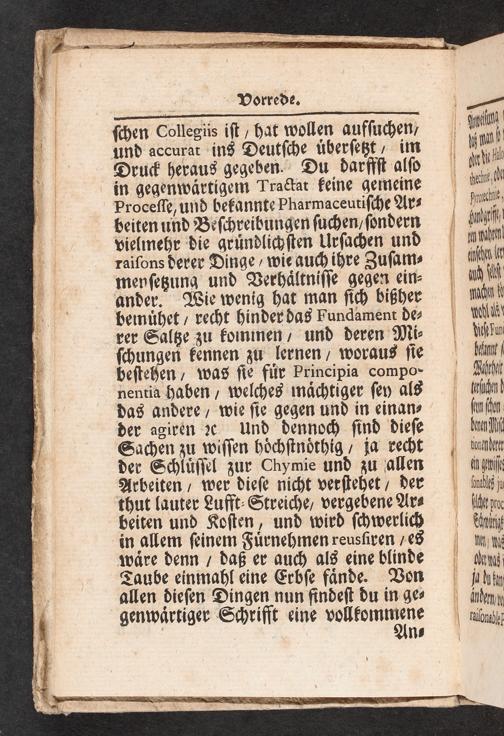 Vorrede.
schen Collegiis ist / hat wollen aufsuchen /
und accurat ins Deutsche übersetzt / im
Druck heraus gegeben. Du darffst also
in gegenwärtigem Tractat keine gemeine
Processe, und bekannte Pharmaceutische Ar-
beiten und Beschreibungen suchen / sondern
vielmehr die gründlichsten Ursachen und
raisons derer Dinge / wie auch ihre Zusam-
mersetzung und Verhältnisse gegen ein-
ander. Wie wenig hat man sich bißher
bemühet / recht hinder das Fundament de-
rer Saltze zu kommen / und deren Mi-
schungen kennen zu lernen / woraus sie
bestehen / was sie für Principia compo-
nentia haben / welches mächtiger sey als
das andere / wie sie gegen und in einan-
der agiren ꝛc. Und dennoch sind diese
Sachen zu wissen höchstnöthig / ja recht
der Schlüssel zur Chymie und zu allen
Arbeiten / wer diese nicht verstehet / der
thut lauter Lufft-Streiche / vergebene Ar-
beiten und Kosten / und wird schwerlich
in allem seinem Fürnehmen reussiren / es
wäre denn / daß er auch als eine blinde
Taube einmahl eine Erbse fände. Von
allen diesen Dingen nun findest du in ge-
genwärtiger Schrifft eine vollkommene
An-